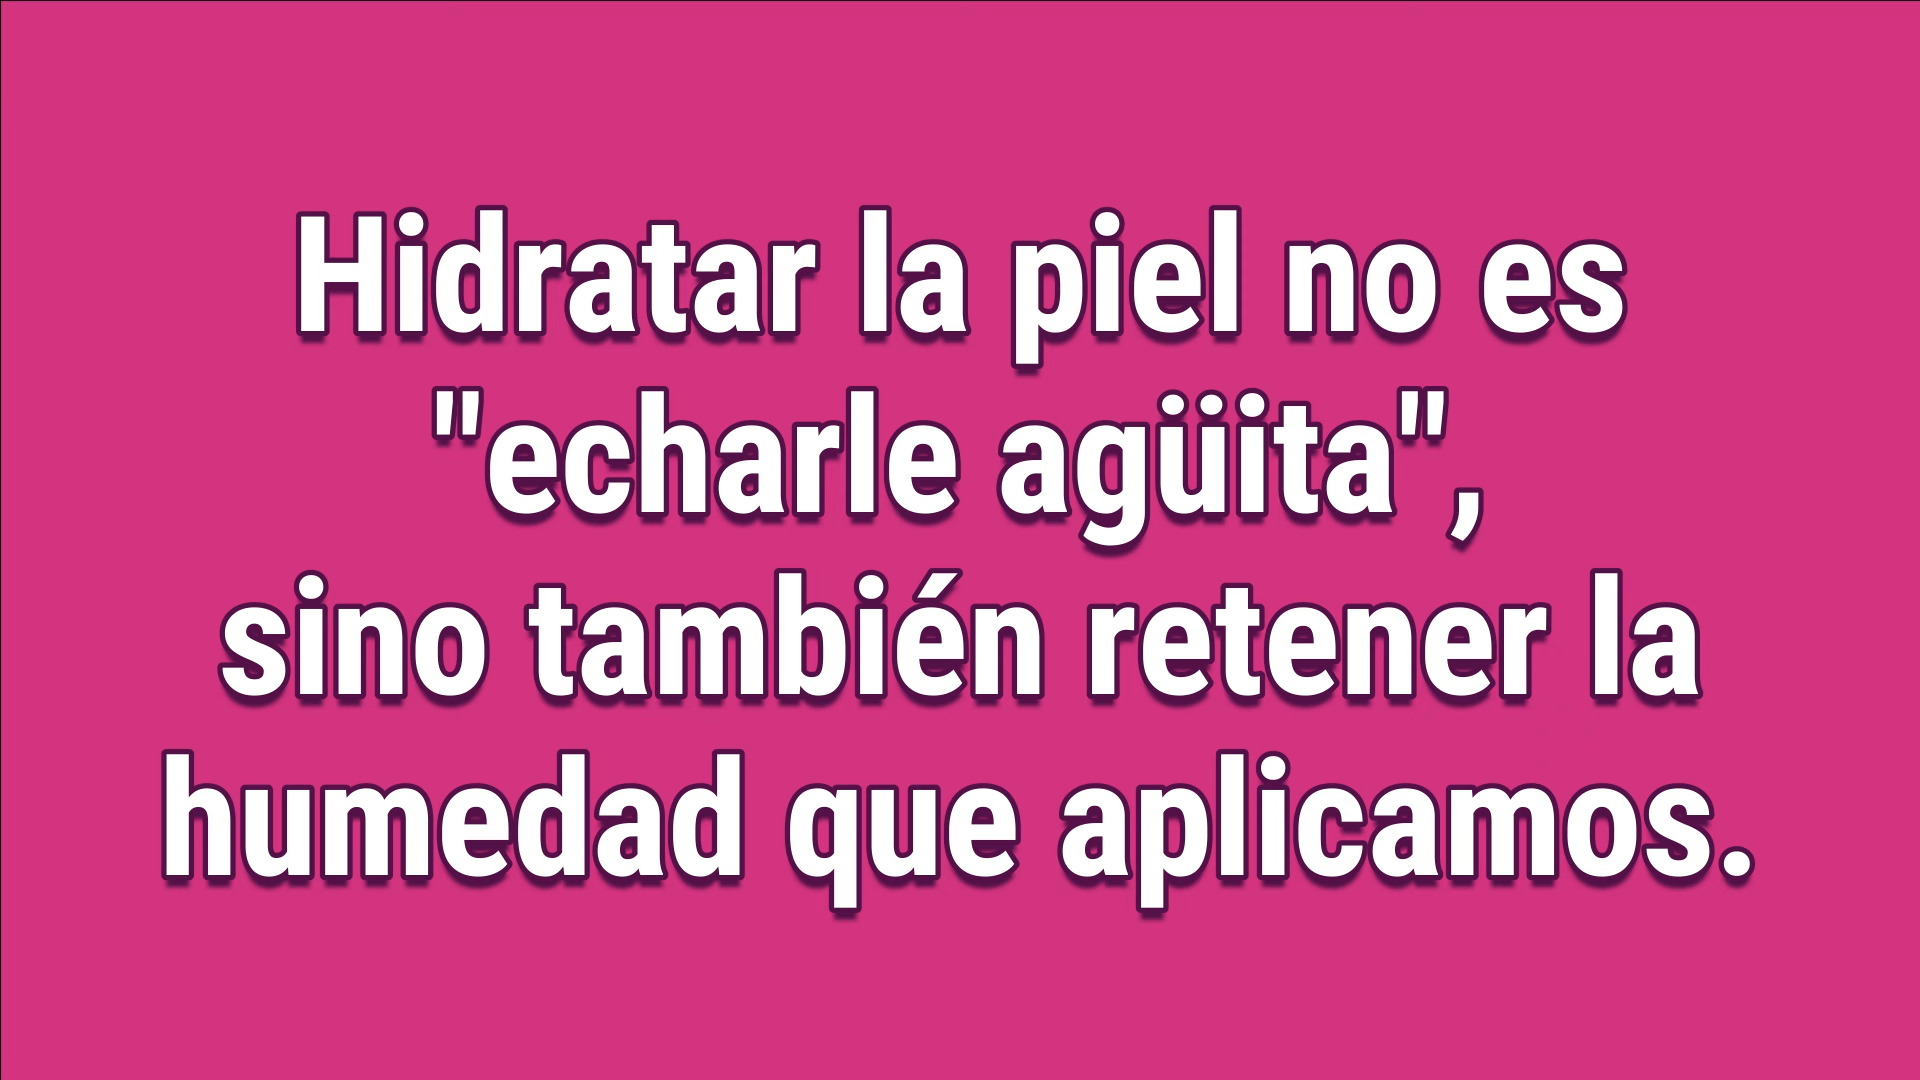 Hidratar la piel no es
"echarle agüita",
sino también retener la
humedad que aplicamos.